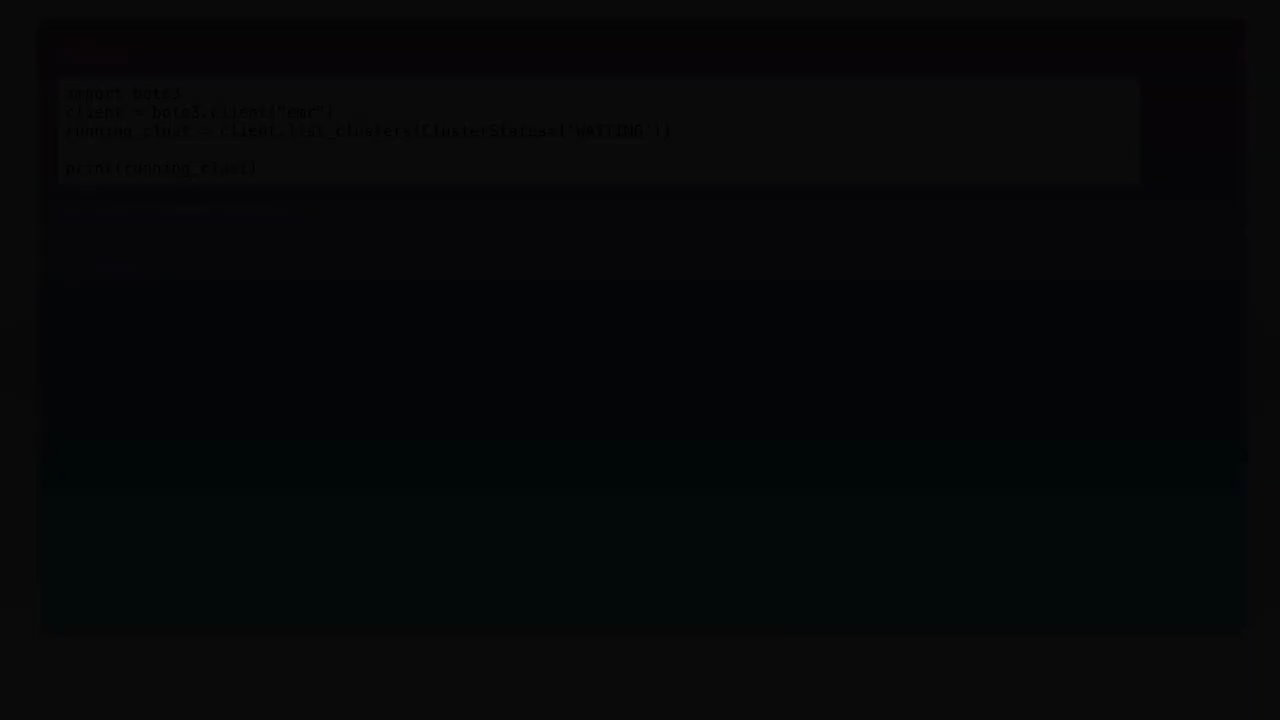 import boto3
client = boto3.client("emr")
running_clust = client.list_clusters(ClusterStates=['WAITING'])
print(running_clust)